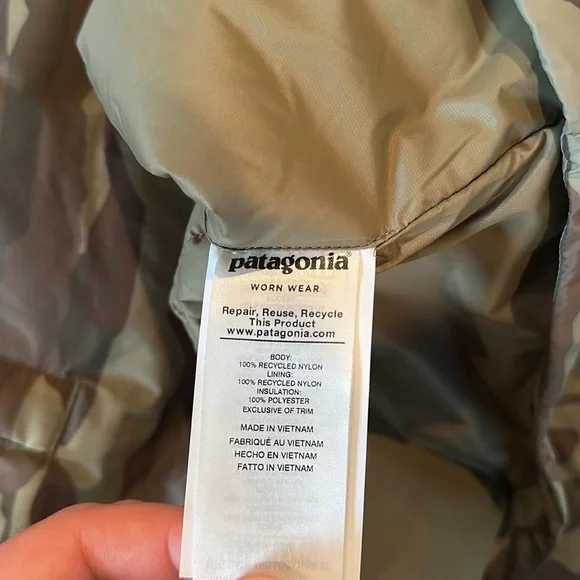 patagonia®
WORN WEAR
Repair, Reuse, Recycle
This Product
www.patagonia.com
BODY:
100% RECYCLED NYLON
LINING:
100% RECYCLED NYLON
INSULATION:
100% POLYESTER
EXCLUSIVE OF TRIM
MADE IN VIETNAM
FABRIQUÉ AU VIETNAM
HECHO EN VIETNAM
FATTO IN VIETNAM